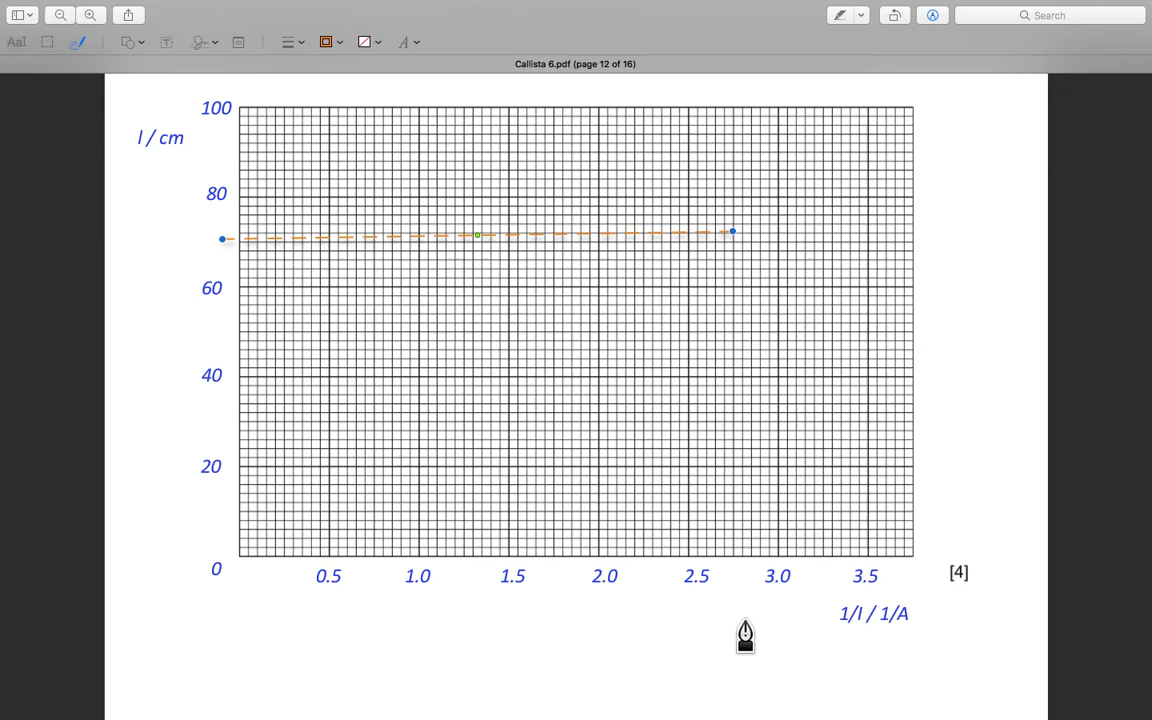 Search
AaI
T
A
Callista 6.pdf (page 12 of 16)
100
l / cm
80
60
40
20
0
0.5 1.0 1.5 2.0 2.5 3.0 3.5
[4]
1/I / 1/A